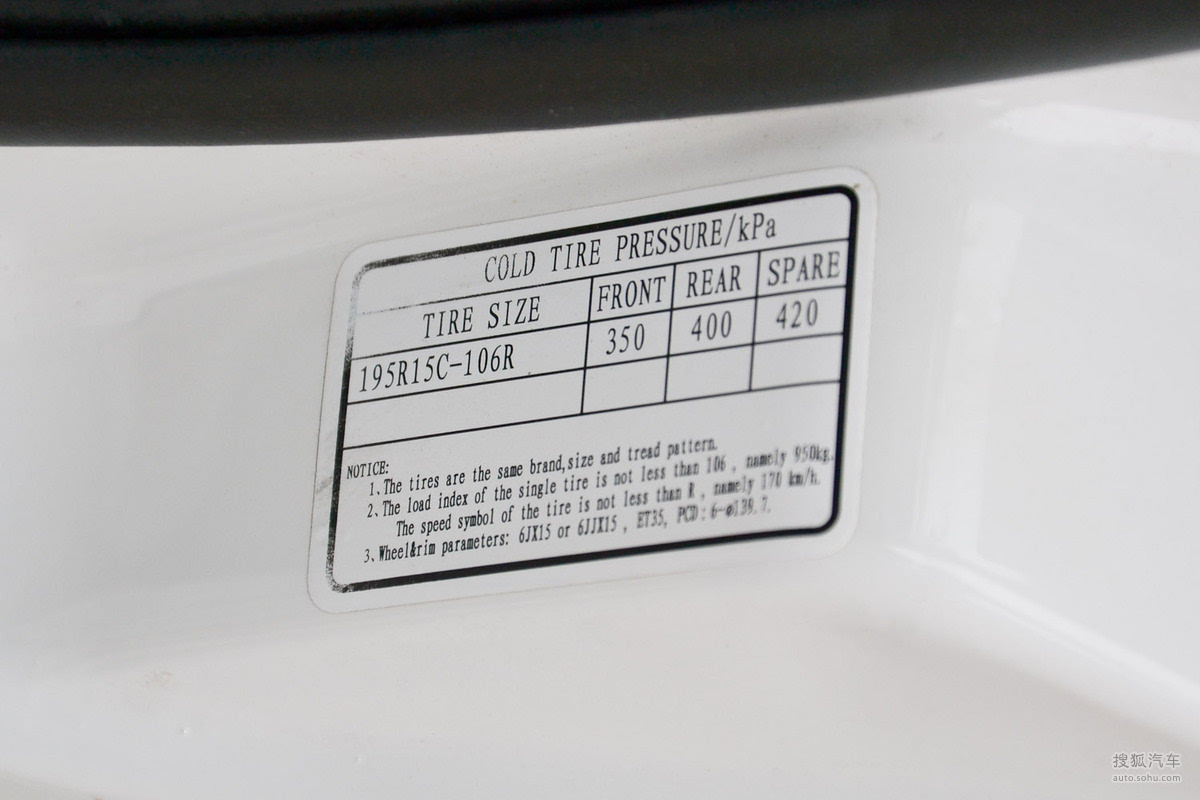 COLD TIRE PRESSURE/kPa
TIRE SIZE FRONT REAR SPARE
195R15C-106R 350 400 420
NOTICE:
1、The tires are the same brand,size and tread pattern.
2、The load index of the single tire is not less than 106 , namely 950kg.
The speed symbol of the tire is not less than R , namely 170 km/h.
3、Wheel&rim parameters: 6JX15 or 6JJX15 , ET35, PCD:6-ø139.7.
搜狐汽车
auto.sohu.com